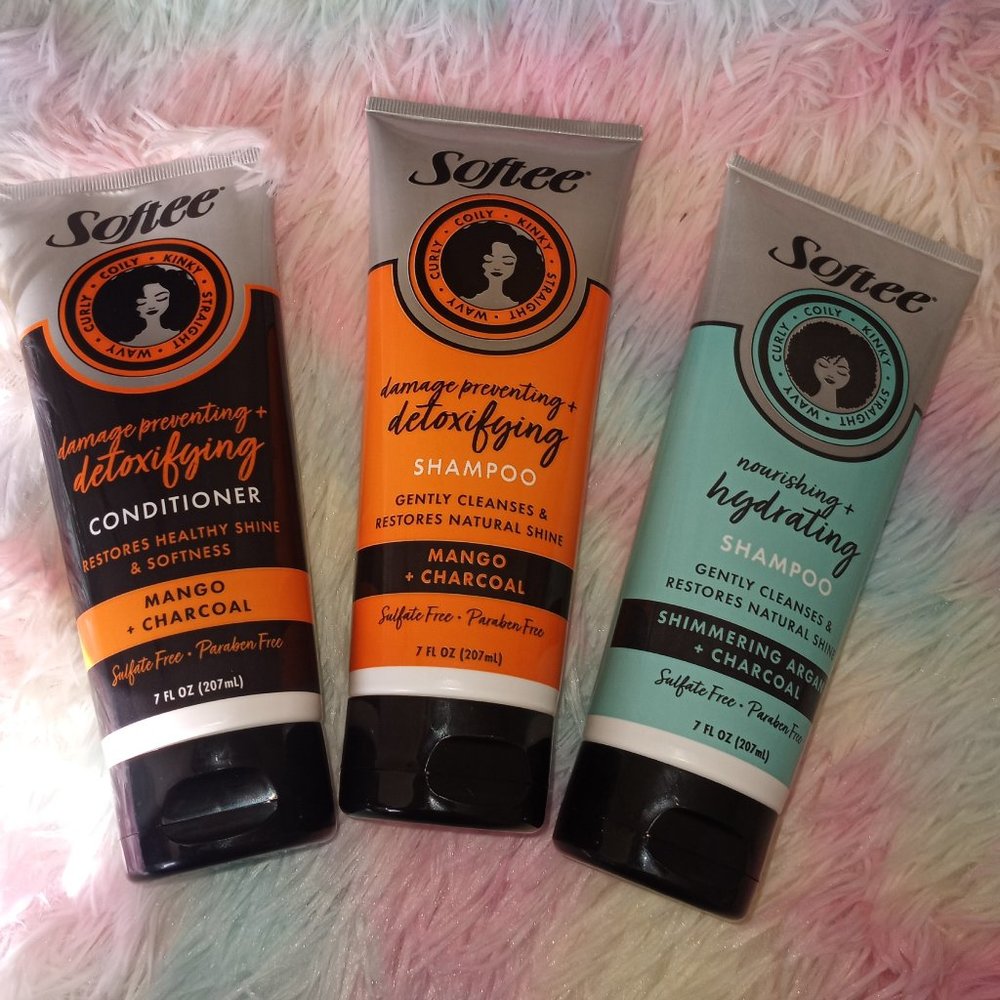 Softee
CURLY • COILY • KINKY • STRAIGHT • WAVY •
damage preventing +
detoxifying
CONDITIONER
RESTORES HEALTHY SHINE
& SOFTNESS
MANGO
+ CHARCOAL
Sulfate Free • Paraben Free
7 FL OZ (207mL)
Softee
CURLY • COILY • KINKY • STRAIGHT • WAVY •
damage preventing +
detoxifying
SHAMPOO
GENTLY CLEANSES &
RESTORES NATURAL SHINE
MANGO
+ CHARCOAL
Sulfate Free • Paraben Free
7 FL OZ (207mL)
Softee
CURLY • COILY • KINKY • STRAIGHT • WAVY •
nourishing +
hydrating
SHAMPOO
GENTLY CLEANSES &
RESTORES NATURAL SHINE
SHIMMERING ARGAN
+ CHARCOAL
Sulfate Free • Paraben Free
7 FL OZ (207mL)